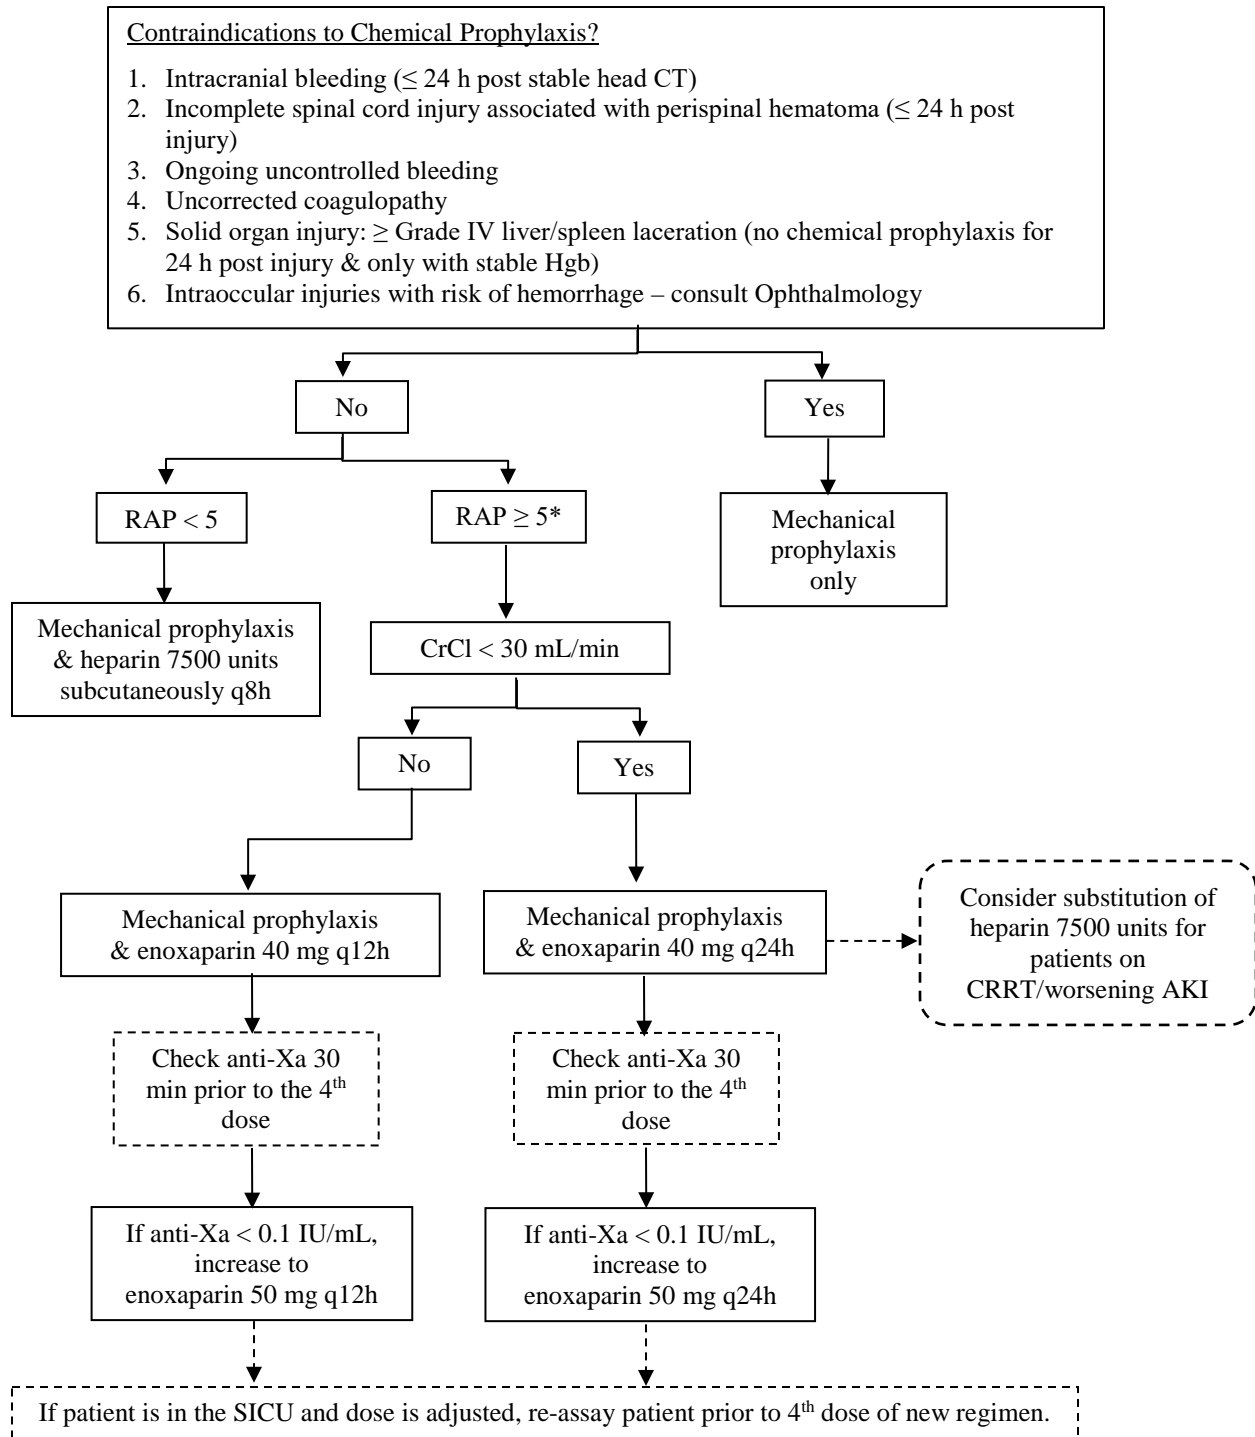 Contraindications to Chemical Prophylaxis?
1. Intracranial bleeding (≤ 24 h post stable head CT)
2. Incomplete spinal cord injury associated with perispinal hematoma (≤ 24 h post
injury)
3. Ongoing uncontrolled bleeding
4. Uncorrected coagulopathy
5. Solid organ injury: ≥ Grade IV liver/spleen laceration (no chemical prophylaxis for
24 h post injury & only with stable Hgb)
6. Intraoccular injuries with risk of hemorrhage – consult Ophthalmology
No
Yes
RAP < 5
RAP ≥ 5*
Mechanical
prophylaxis
only
Mechanical prophylaxis
& heparin 7500 units
subcutaneously q8h
CrCl < 30 mL/min
No
Yes
Mechanical prophylaxis
& enoxaparin 40 mg q12h
Mechanical prophylaxis
& enoxaparin 40 mg q24h
Consider substitution of
heparin 7500 units for
patients on
CRRT/worsening AKI
Check anti-Xa 30
min prior to the 4th
dose
Check anti-Xa 30
min prior to the 4th
dose
If anti-Xa < 0.1 IU/mL,
increase to
enoxaparin 50 mg q12h
If anti-Xa < 0.1 IU/mL,
increase to
enoxaparin 50 mg q24h
If patient is in the SICU and dose is adjusted, re-assay patient prior to 4th dose of new regimen.